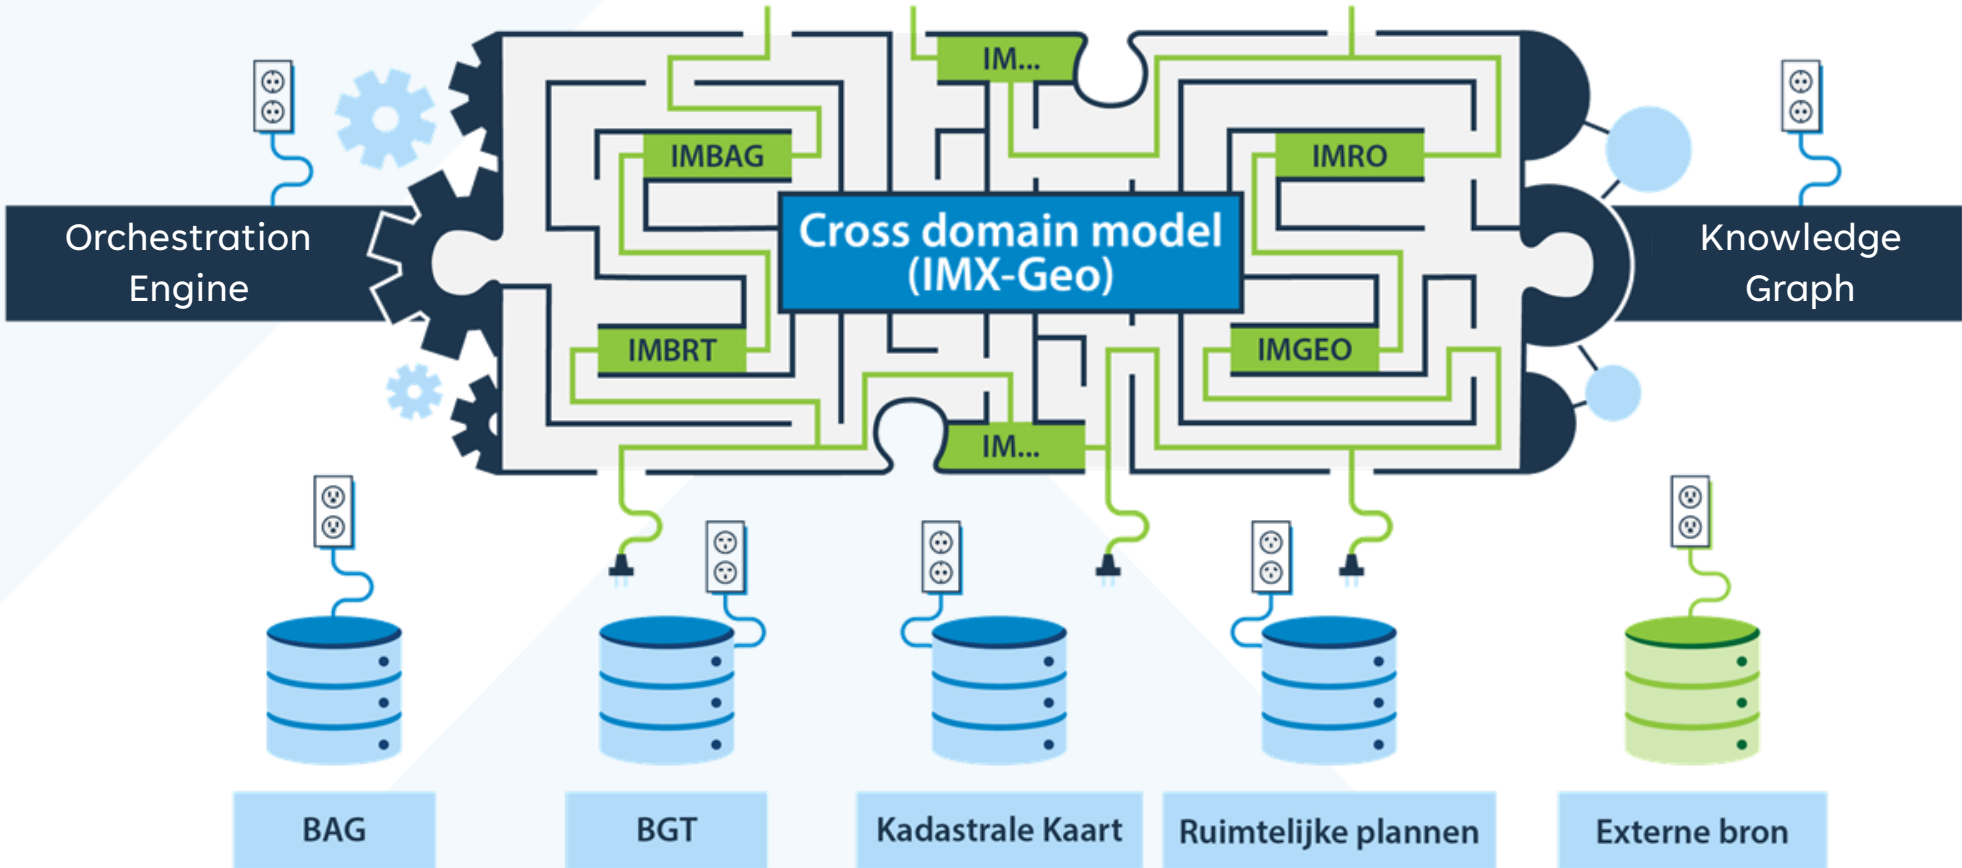 IM...
IMBAG
IMRO
Orchestration
Engine
Cross domain model
(IMX-Geo)
Knowledge
Graph
IMBRT
IMGEO
IM...
BAG
BGT
Kadastrale Kaart
Ruimtelijke plannen
Externe bron